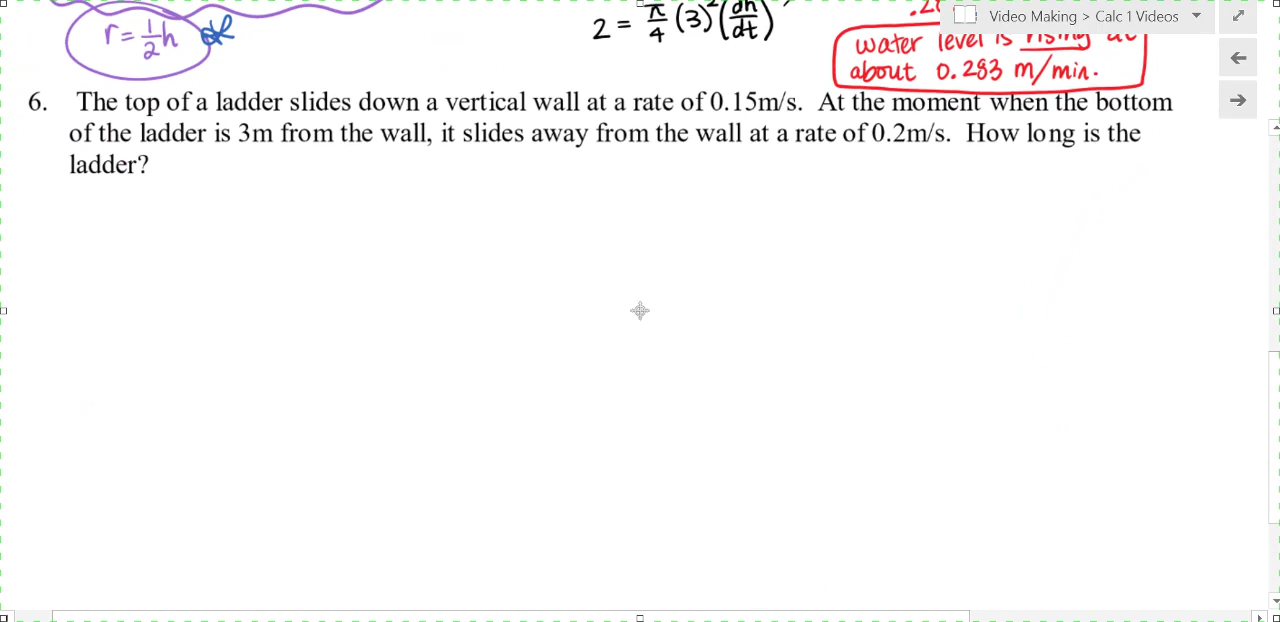 r = 1/2 h
2 = π/4 (3)² (dh/dt)
Video Making > Calc 1 Videos
water level is rising at
about 0.283 m/min.
6. The top of a ladder slides down a vertical wall at a rate of 0.15m/s. At the moment when the bottom
of the ladder is 3m from the wall, it slides away from the wall at a rate of 0.2m/s. How long is the
ladder?